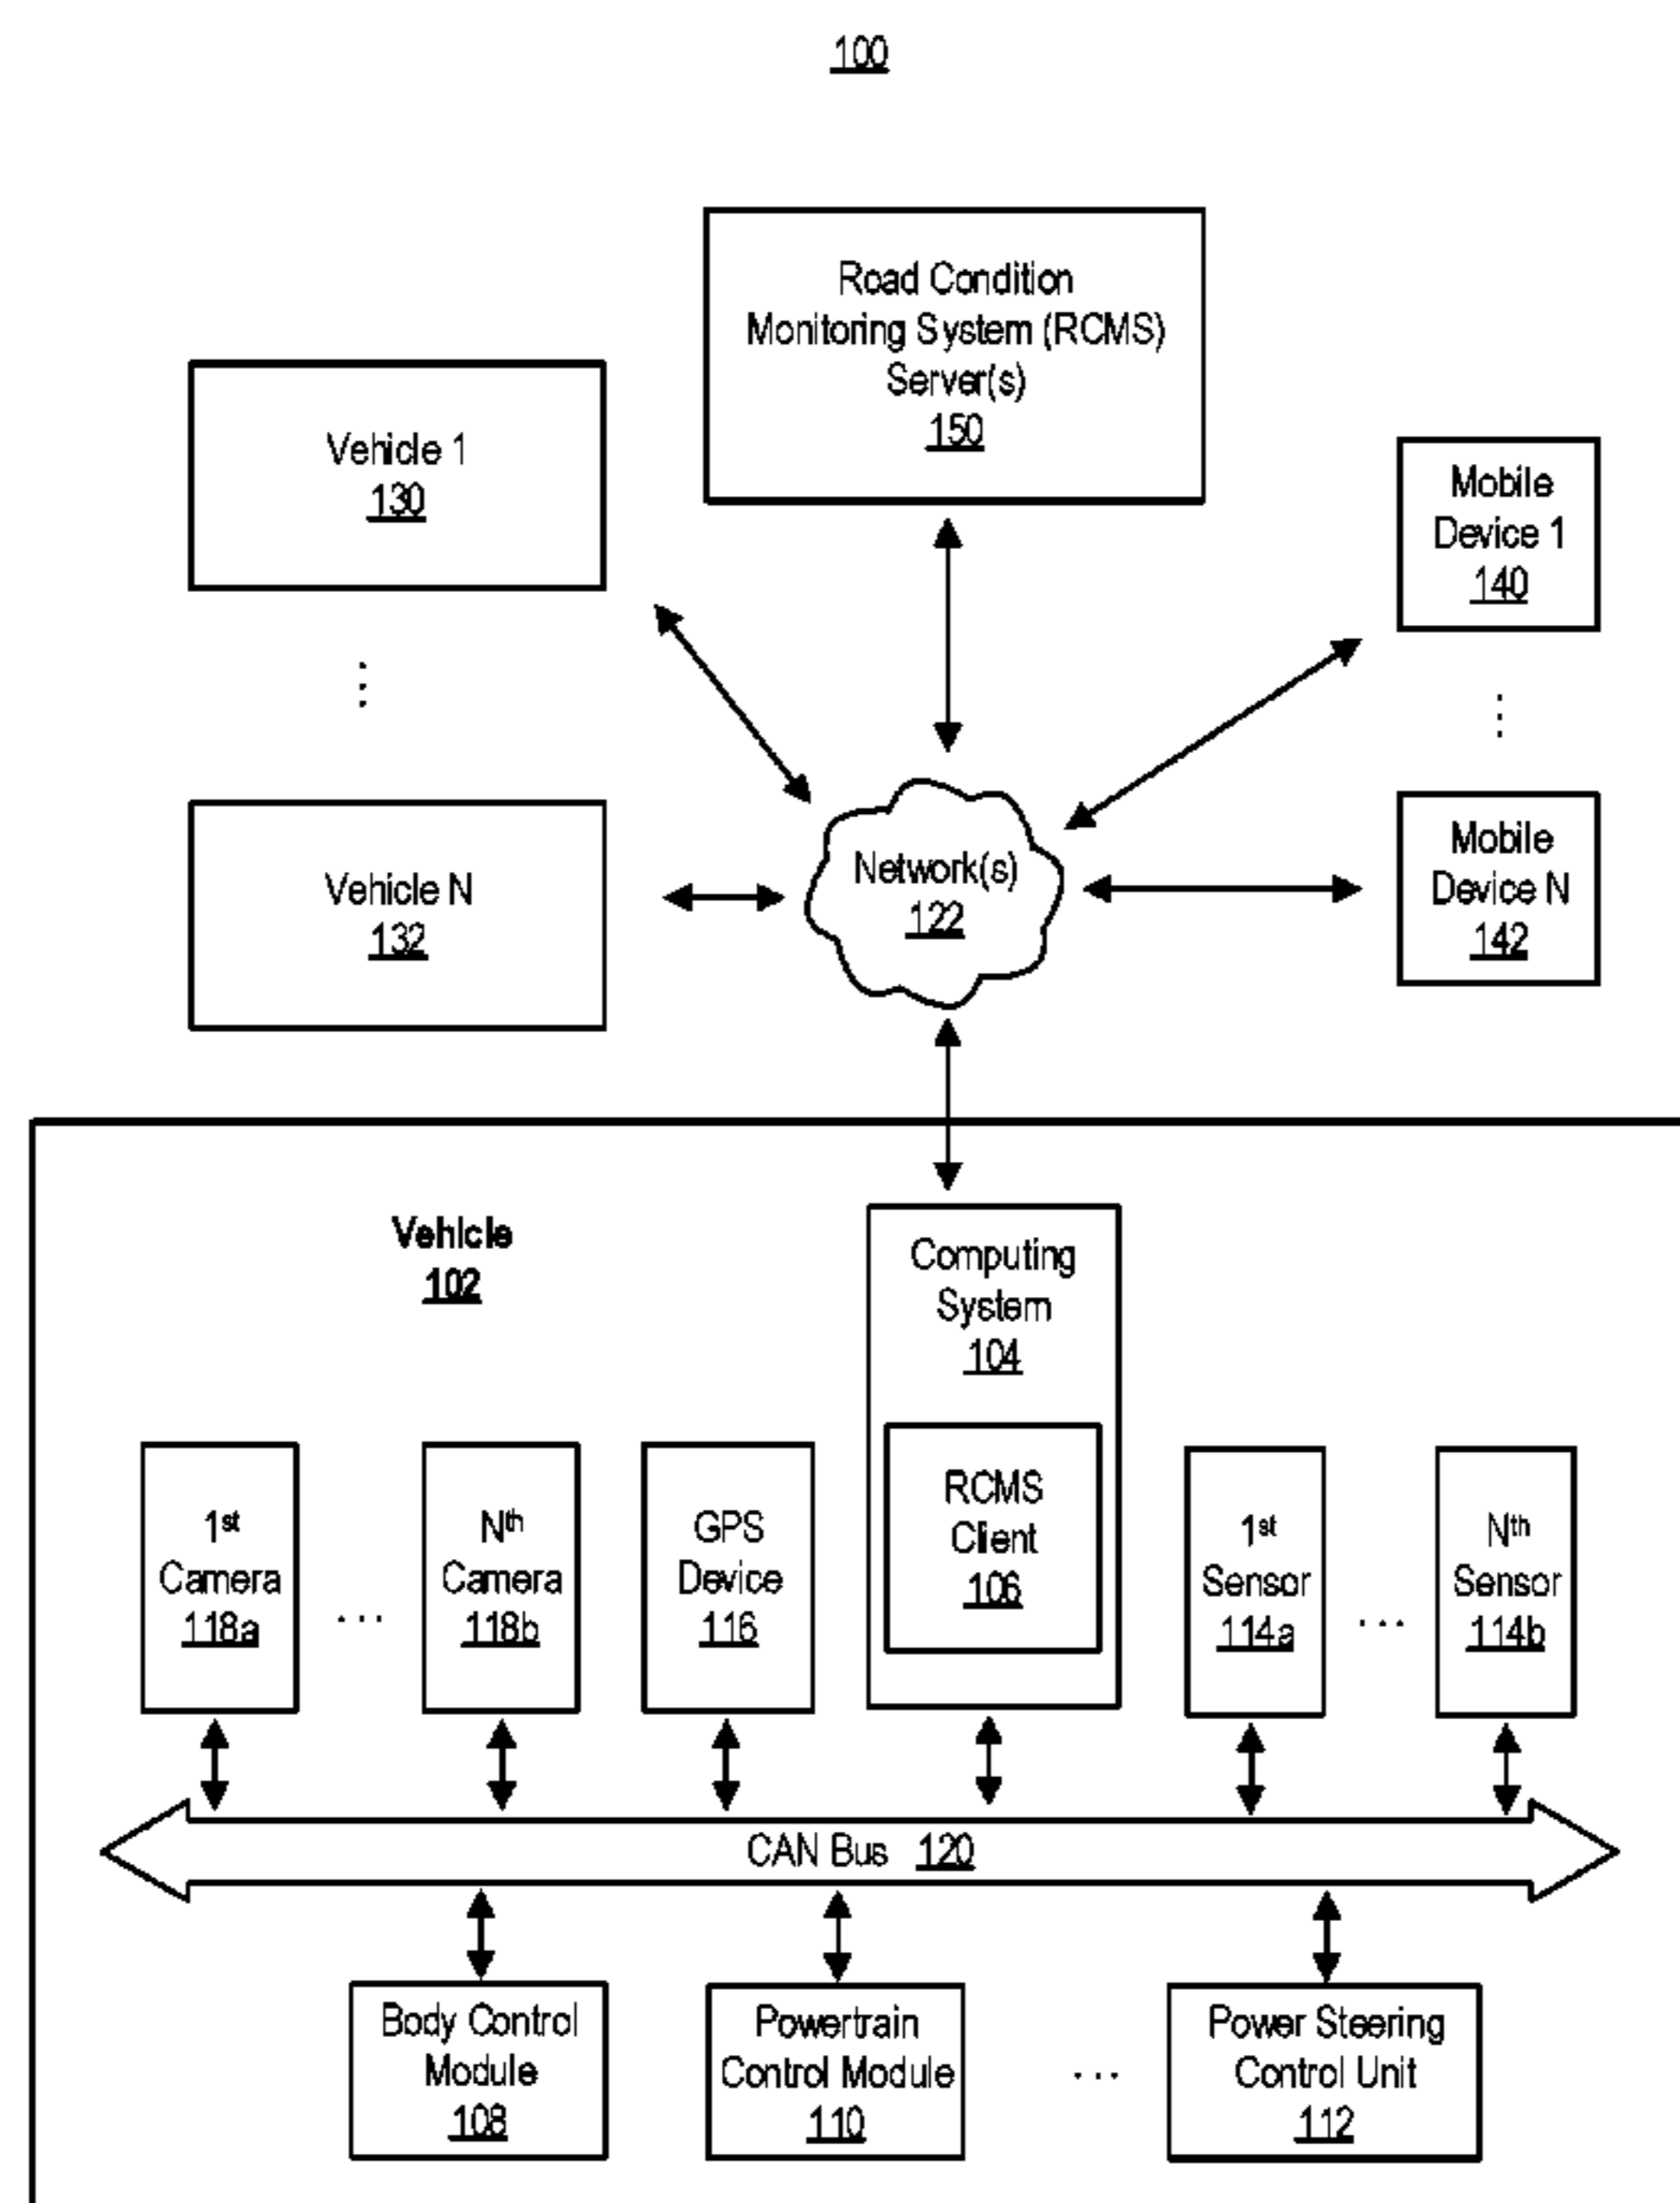 100
Road Condition
Monitoring System (RCMS)
Server(s)
150
Vehicle 1
130
Mobile
Device 1
140
⋮
⋮
Vehicle N
132
Network(s)
122
Mobile
Device N
142
Vehicle
102
Computing
System
104
RCMS
Client
106
1st
Camera
118a
...
Nth
Camera
118b
GPS
Device
116
1st
Sensor
114a
...
Nth
Sensor
114b
CAN Bus 120
Body Control
Module
108
Powertrain
Control Module
110
...
Power Steering
Control Unit
112